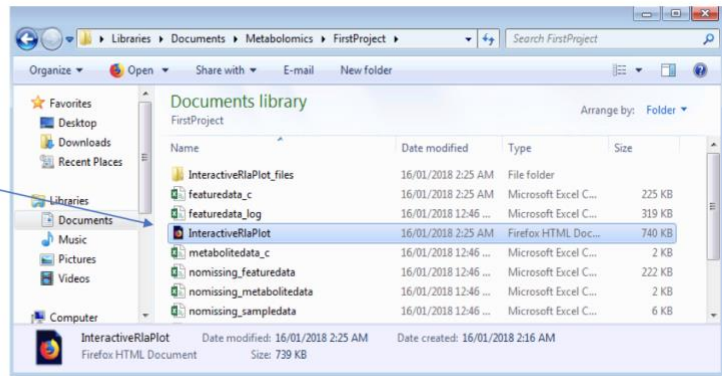 Libraries ▸ Documents ▸ Metabolomics ▸ FirstProject ▸ Search FirstProject
Organize Open Share with E-mail New folder
Favorites
Desktop
Downloads
Recent Places
Libraries
Documents
Music
Pictures
Videos
Computer
Documents library
FirstProject
Arrange by: Folder
Name Date modified Type Size
InteractiveRlaPlot_files 16/01/2018 2:25 AM File folder
featuredata_c 16/01/2018 2:25 AM Microsoft Excel C... 225 KB
featuredata_log 16/01/2018 12:46 ... Microsoft Excel C... 319 KB
InteractiveRlaPlot 16/01/2018 2:25 AM Firefox HTML Doc... 740 KB
metabolitedata_c 16/01/2018 12:46 ... Microsoft Excel C... 2 KB
nomissing_featuredata 16/01/2018 12:46 ... Microsoft Excel C... 222 KB
nomissing_metabolitedata 16/01/2018 12:46 ... Microsoft Excel C... 2 KB
nomissing_sampledata 16/01/2018 12:46 ... Microsoft Excel C... 6 KB
InteractiveRlaPlot Date modified: 16/01/2018 2:25 AM Date created: 16/01/2018 2:16 AM
Firefox HTML Document Size: 739 KB